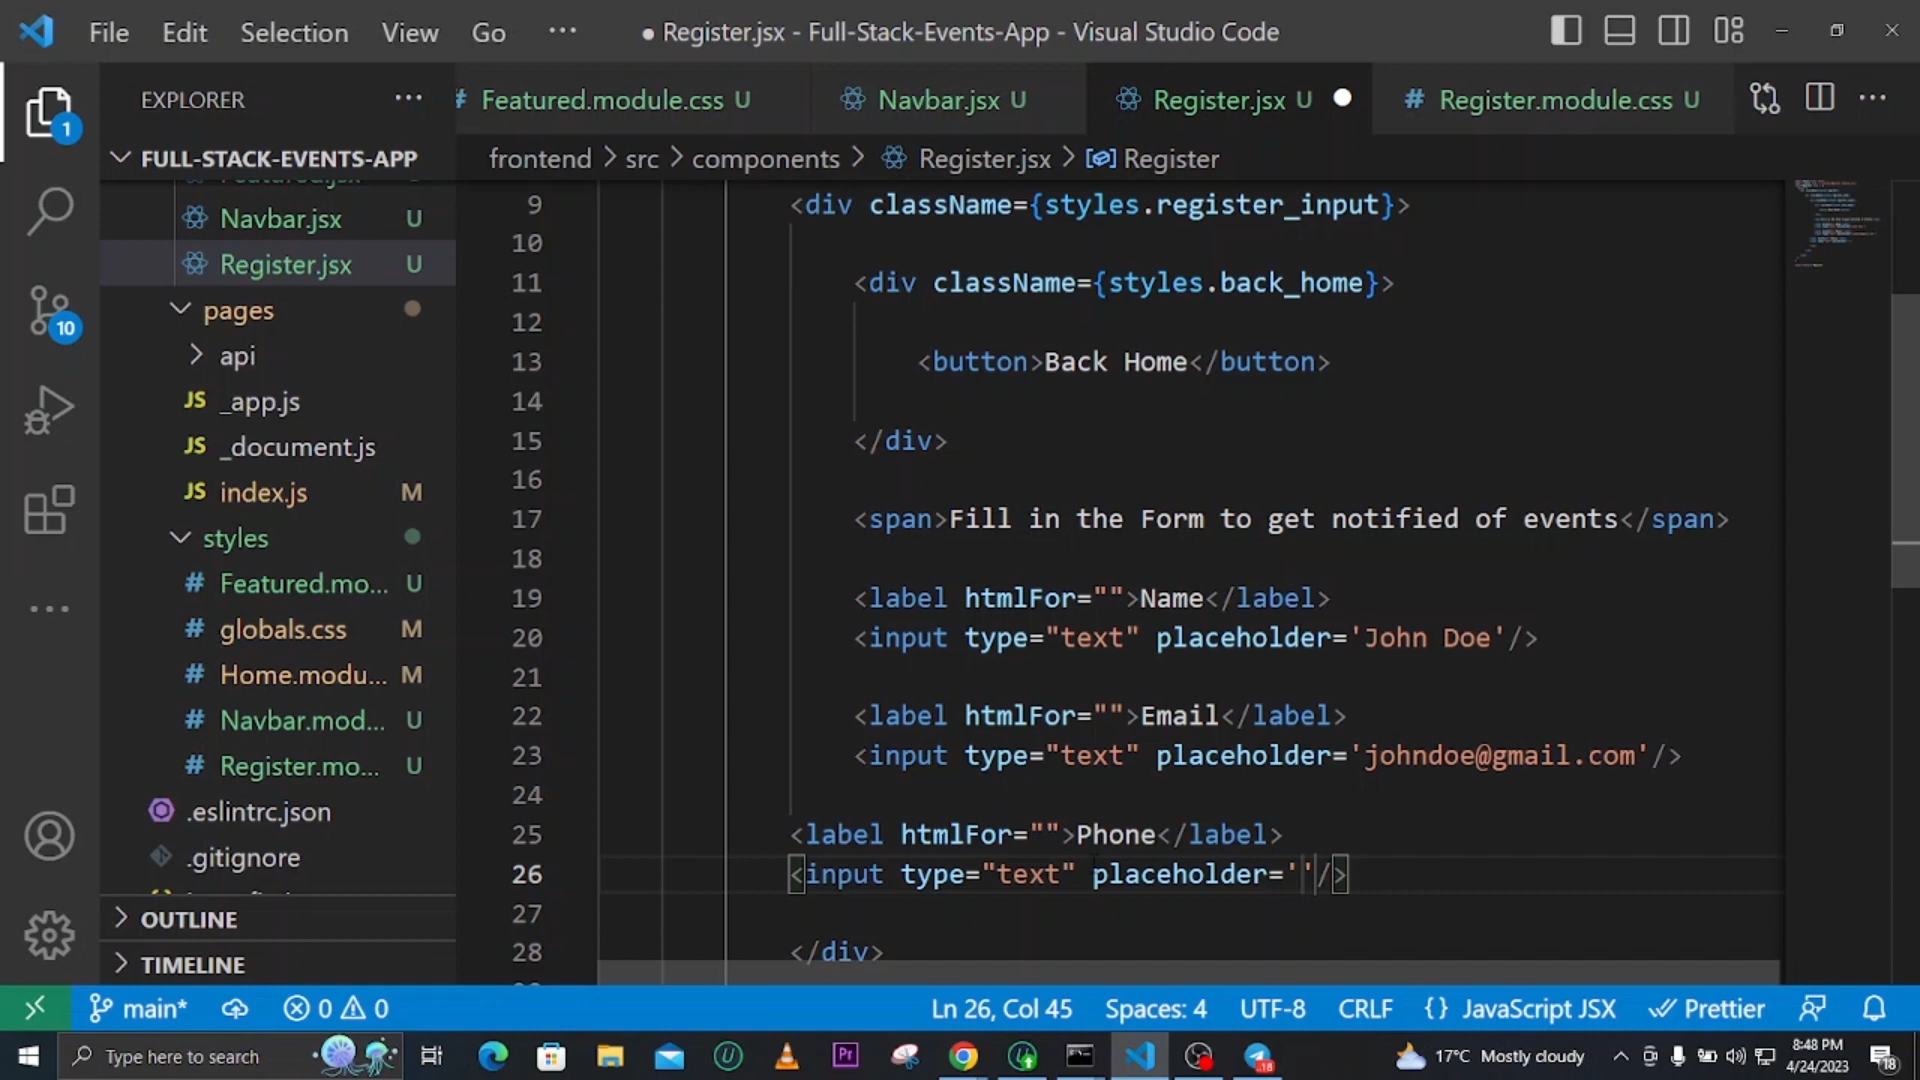 File Edit Selection View Go ··· ● Register.jsx - Full-Stack-Events-App - Visual Studio Code
EXPLORER ···
# Featured.module.css U Navbar.jsx U Register.jsx U # Register.module.css U ···
FULL-STACK-EVENTS-APP
frontend > src > components > Register.jsx > Register
Featured.jsx
Navbar.jsx U
Register.jsx U
pages
api
JS _app.js
JS _document.js
JS index.js M
styles
# Featured.mo... U
# globals.css M
# Home.modu... M
# Navbar.mod... U
# Register.mo... U
.eslintrc.json
.gitignore
OUTLINE
TIMELINE
1
10
9 <div className={styles.register_input}>
10
11 <div className={styles.back_home}>
12
13 <button>Back Home</button>
14
15 </div>
16
17 <span>Fill in the Form to get notified of events</span>
18
19 <label htmlFor="">Name</label>
20 <input type="text" placeholder='John Doe'/>
21
22 <label htmlFor="">Email</label>
23 <input type="text" placeholder='johndoe@gmail.com'/>
24
25 <label htmlFor="">Phone</label>
26 <input type="text" placeholder=''/>
27
28 </div>
main* 0 0 Ln 26, Col 45 Spaces: 4 UTF-8 CRLF {} JavaScript JSX Prettier
Type here to search Pr 18 17°C Mostly cloudy 8:48 PM
4/24/2023 18